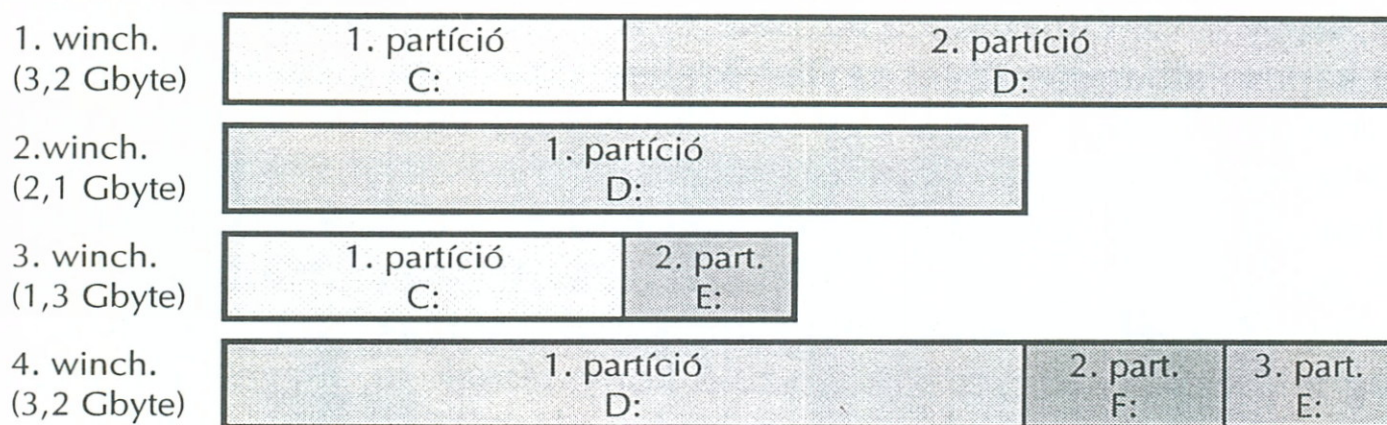 1. winch.
(3,2 Gbyte)
1. partíció
C:
2. partíció
D:
2.winch.
(2,1 Gbyte)
1. partíció
D:
3. winch.
(1,3 Gbyte)
1. partíció
C:
2. part.
E:
4. winch.
(3,2 Gbyte)
1. partíció
D:
2. part.
F:
3. part.
E: